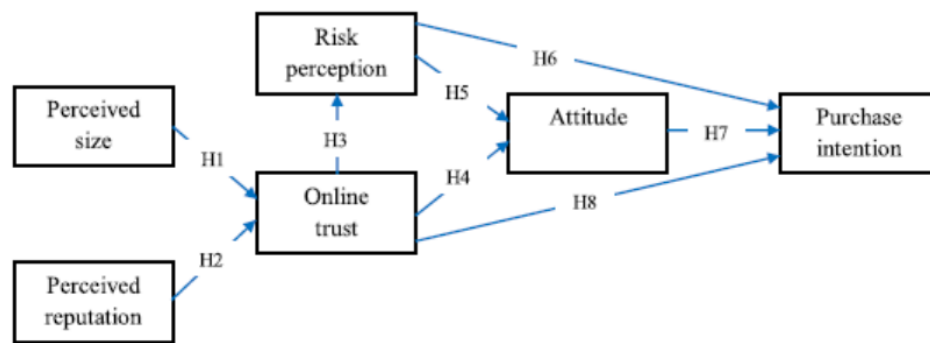 Risk
perception
H6
H5
Perceived
size
H1
H3
Attitude
H7
Purchase
intention
Online
trust
H4
H8
H2
Perceived
reputation